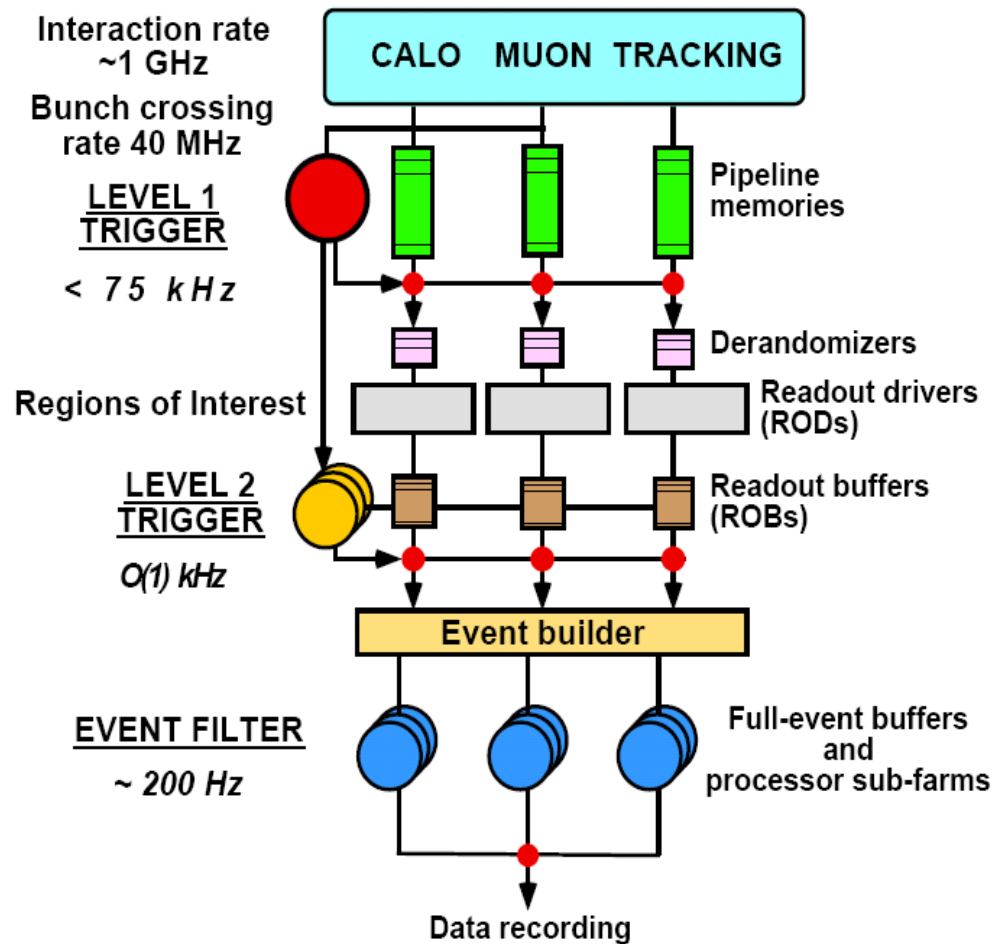 Interaction rate
~1 GHz
CALO MUON TRACKING
Bunch crossing
rate 40 MHz
LEVEL 1
TRIGGER
< 75 kHz
Pipeline
memories
Derandomizers
Readout drivers
(RODs)
Regions of Interest
LEVEL 2
TRIGGER
O(1) kHz
Readout buffers
(ROBs)
Event builder
EVENT FILTER
~ 200 Hz
Full-event buffers
and
processor sub-farms
Data recording